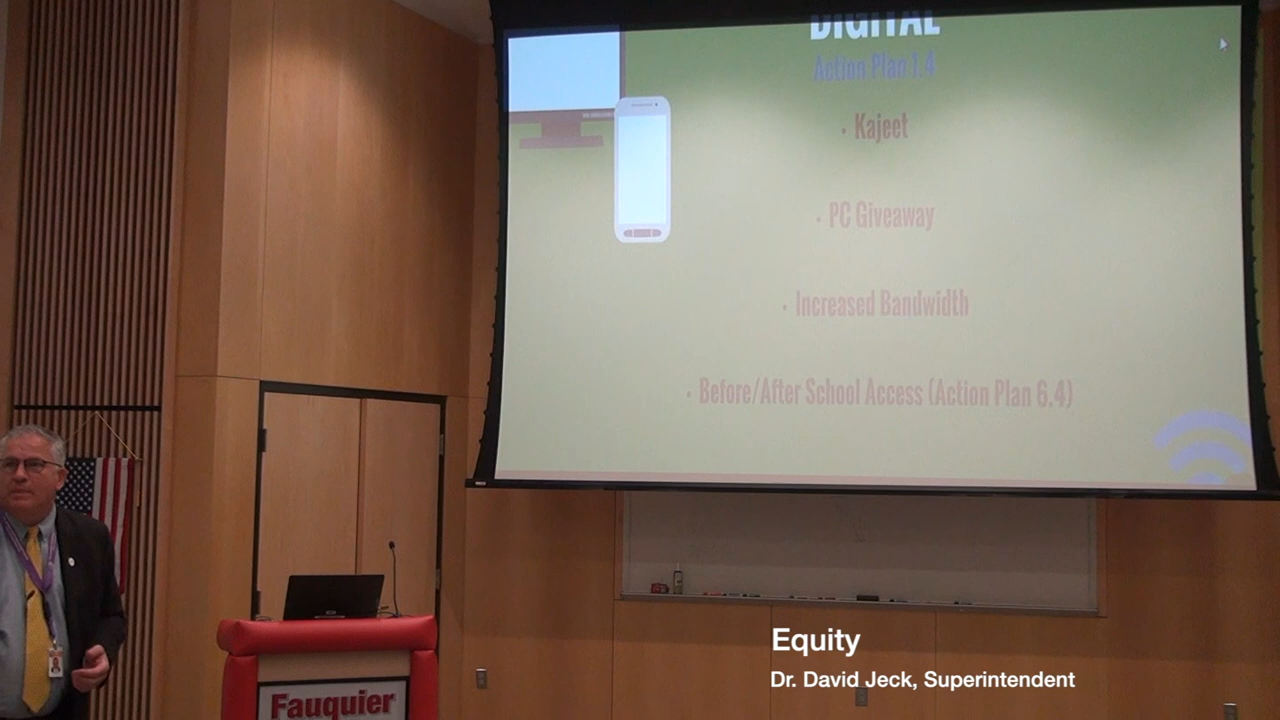 DIGITAL
Action Plan 1.4
• Kajeet
• PC Giveaway
• Increased Bandwidth
• Before/After School Access (Action Plan 6.4)
Fauquier
Equity
Dr. David Jeck, Superintendent